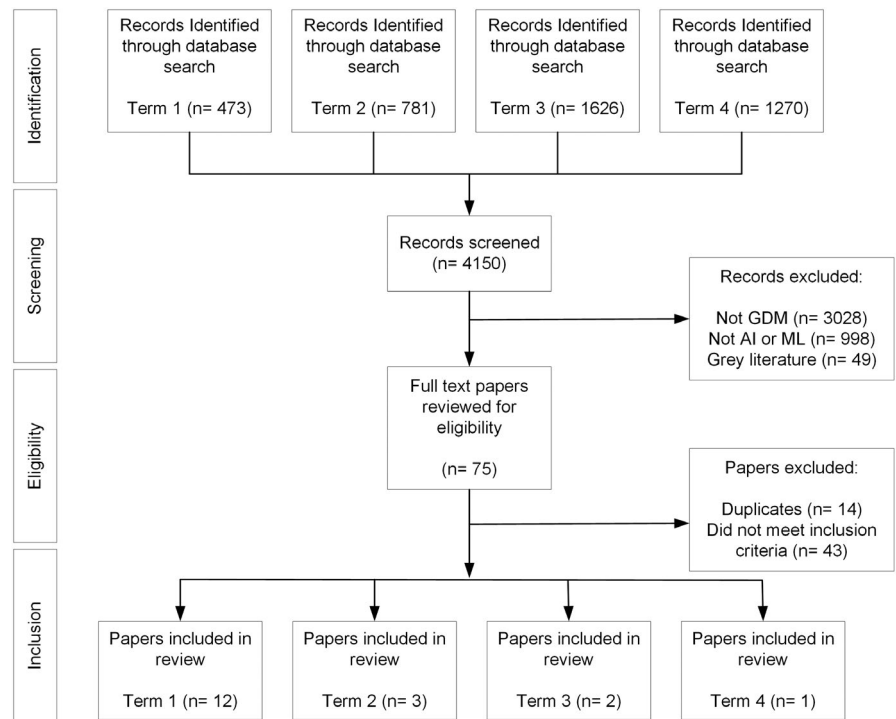 Identification
Records Identified
through database
search
Term 1 (n= 473)
Records Identified
through database
search
Term 2 (n= 781)
Records Identified
through database
search
Term 3 (n= 1626)
Records Identified
through database
search
Term 4 (n= 1270)
Screening
Records screened
(n= 4150)
Records excluded:
Not GDM (n= 3028)
Not AI or ML (n= 998)
Grey literature (n= 49)
Eligibility
Full text papers
reviewed for
eligibility
(n= 75)
Papers excluded:
Duplicates (n= 14)
Did not meet inclusion
criteria (n= 43)
Inclusion
Papers included in
review
Term 1 (n= 12)
Papers included in
review
Term 2 (n= 3)
Papers included in
review
Term 3 (n= 2)
Papers included in
review
Term 4 (n= 1)